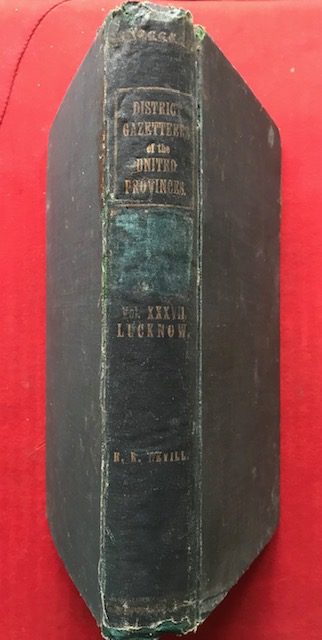 DISTRICT
GAZETTEERS
of the
UNITED
PROVINCES.
Vol. XXXVII.
LUCKNOW.
H. R. NEVILL.